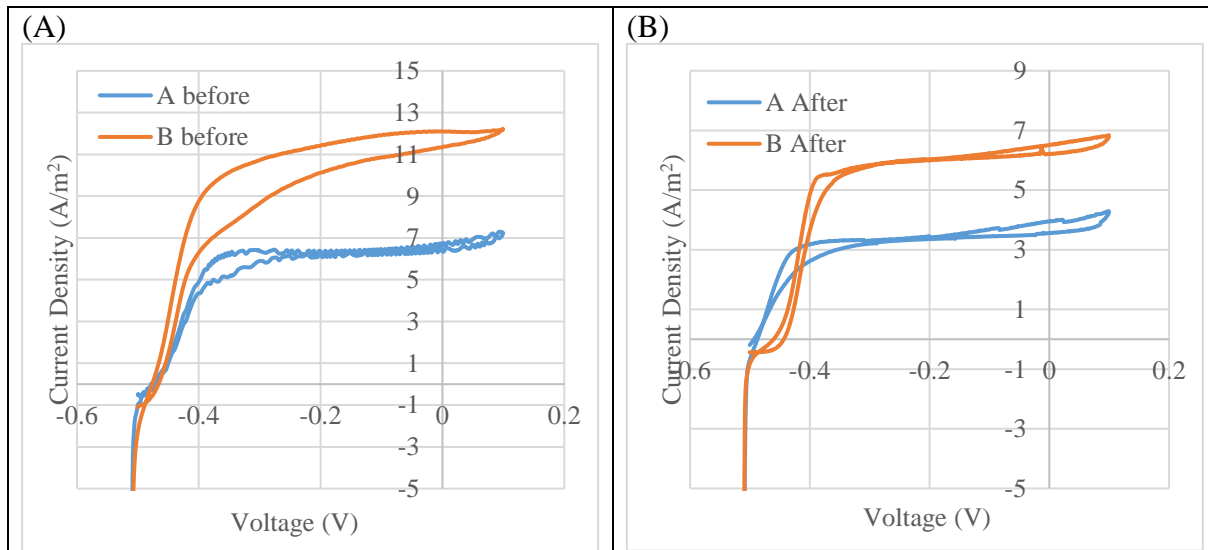 (A)
15
13
11
9
7
5
3
1
-1
-3
-5
-0.6
-0.4
-0.2
0
0.2
Current Density (A/m²)
Voltage (V)
A before
B before
(B)
9
7
5
3
1
-1
-3
-5
-0.6
-0.4
-0.2
0
0.2
Current Density (A/m²)
Voltage (V)
A After
B After